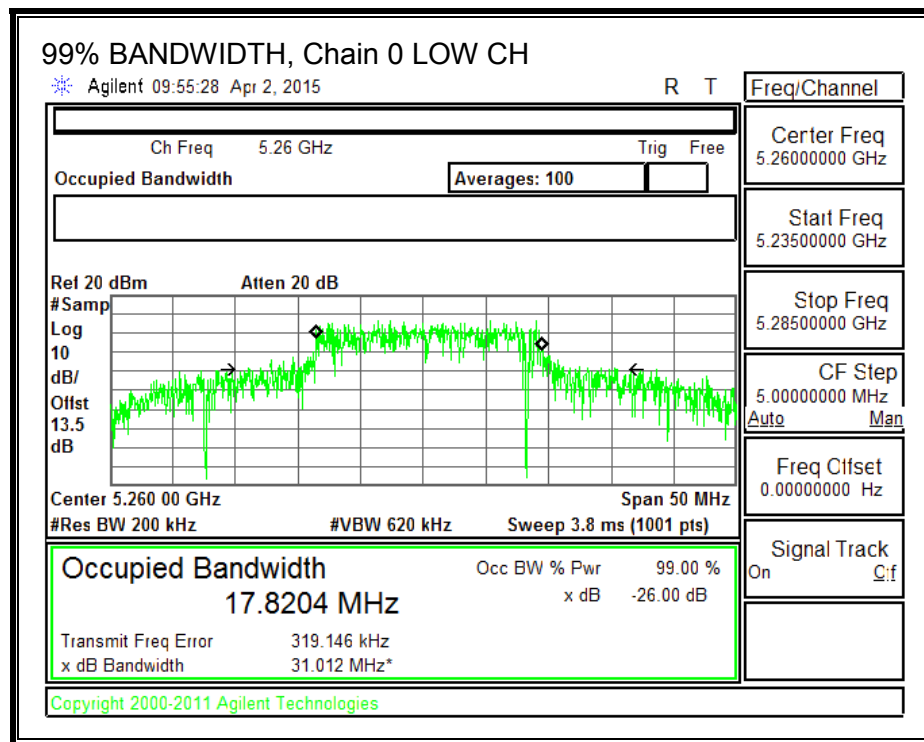 99% BANDWIDTH, Chain 0 LOW CH
Agilent 09:55:28 Apr 2, 2015 R T
Ch Freq 5.26 GHz Trig Free
Occupied Bandwidth Averages: 100
Ref 20 dBm Atten 20 dB
#Samp
Log
10
dB/
Offst
13.5
dB
Center 5.260 00 GHz Span 50 MHz
#Res BW 200 kHz #VBW 620 kHz Sweep 3.8 ms (1001 pts)
Occupied Bandwidth Occ BW % Pwr 99.00 %
17.8204 MHz x dB -26.00 dB
Transmit Freq Error 319.146 kHz
x dB Bandwidth 31.012 MHz*
Copyright 2000-2011 Agilent Technologies
Freq/Channel
Center Freq
5.26000000 GHz
Start Freq
5.23500000 GHz
Stop Freq
5.28500000 GHz
CF Step
5.00000000 MHz
Auto Man
Freq Offset
0.00000000 Hz
Signal Track
On Off